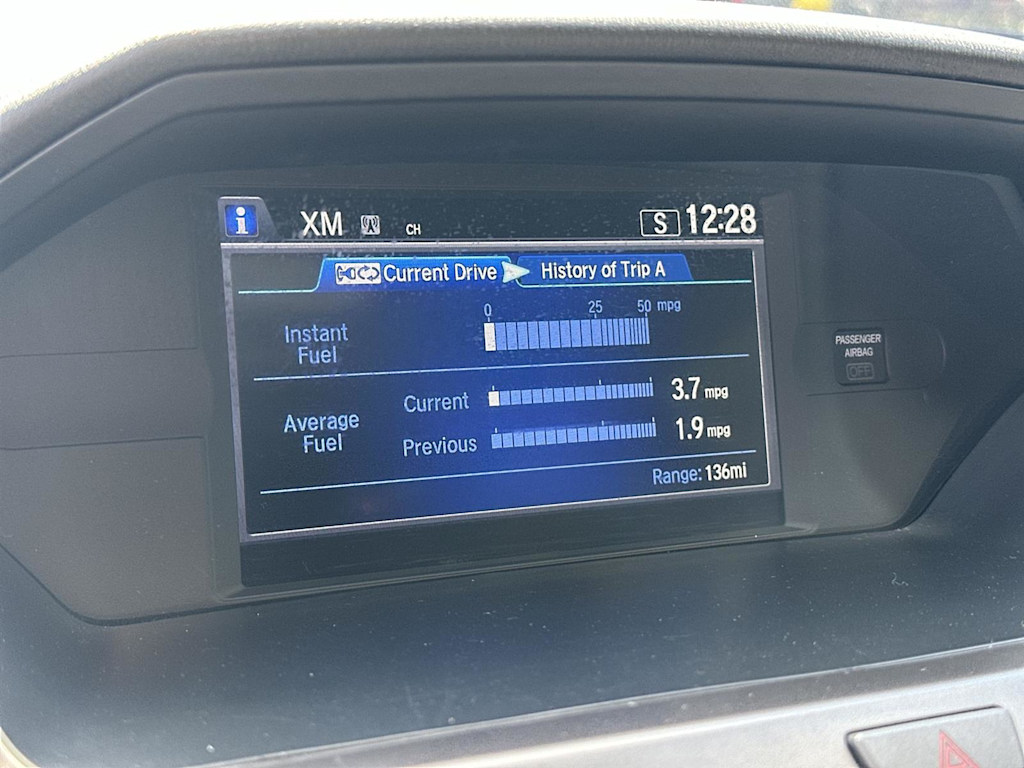 i XM CH S 12:28
Current Drive History of Trip A
0 25 50 mpg
Instant
Fuel
Average
Fuel
Current 3.7 mpg
Previous 1.9 mpg
Range: 136mi
PASSENGER
AIRBAG
OFF